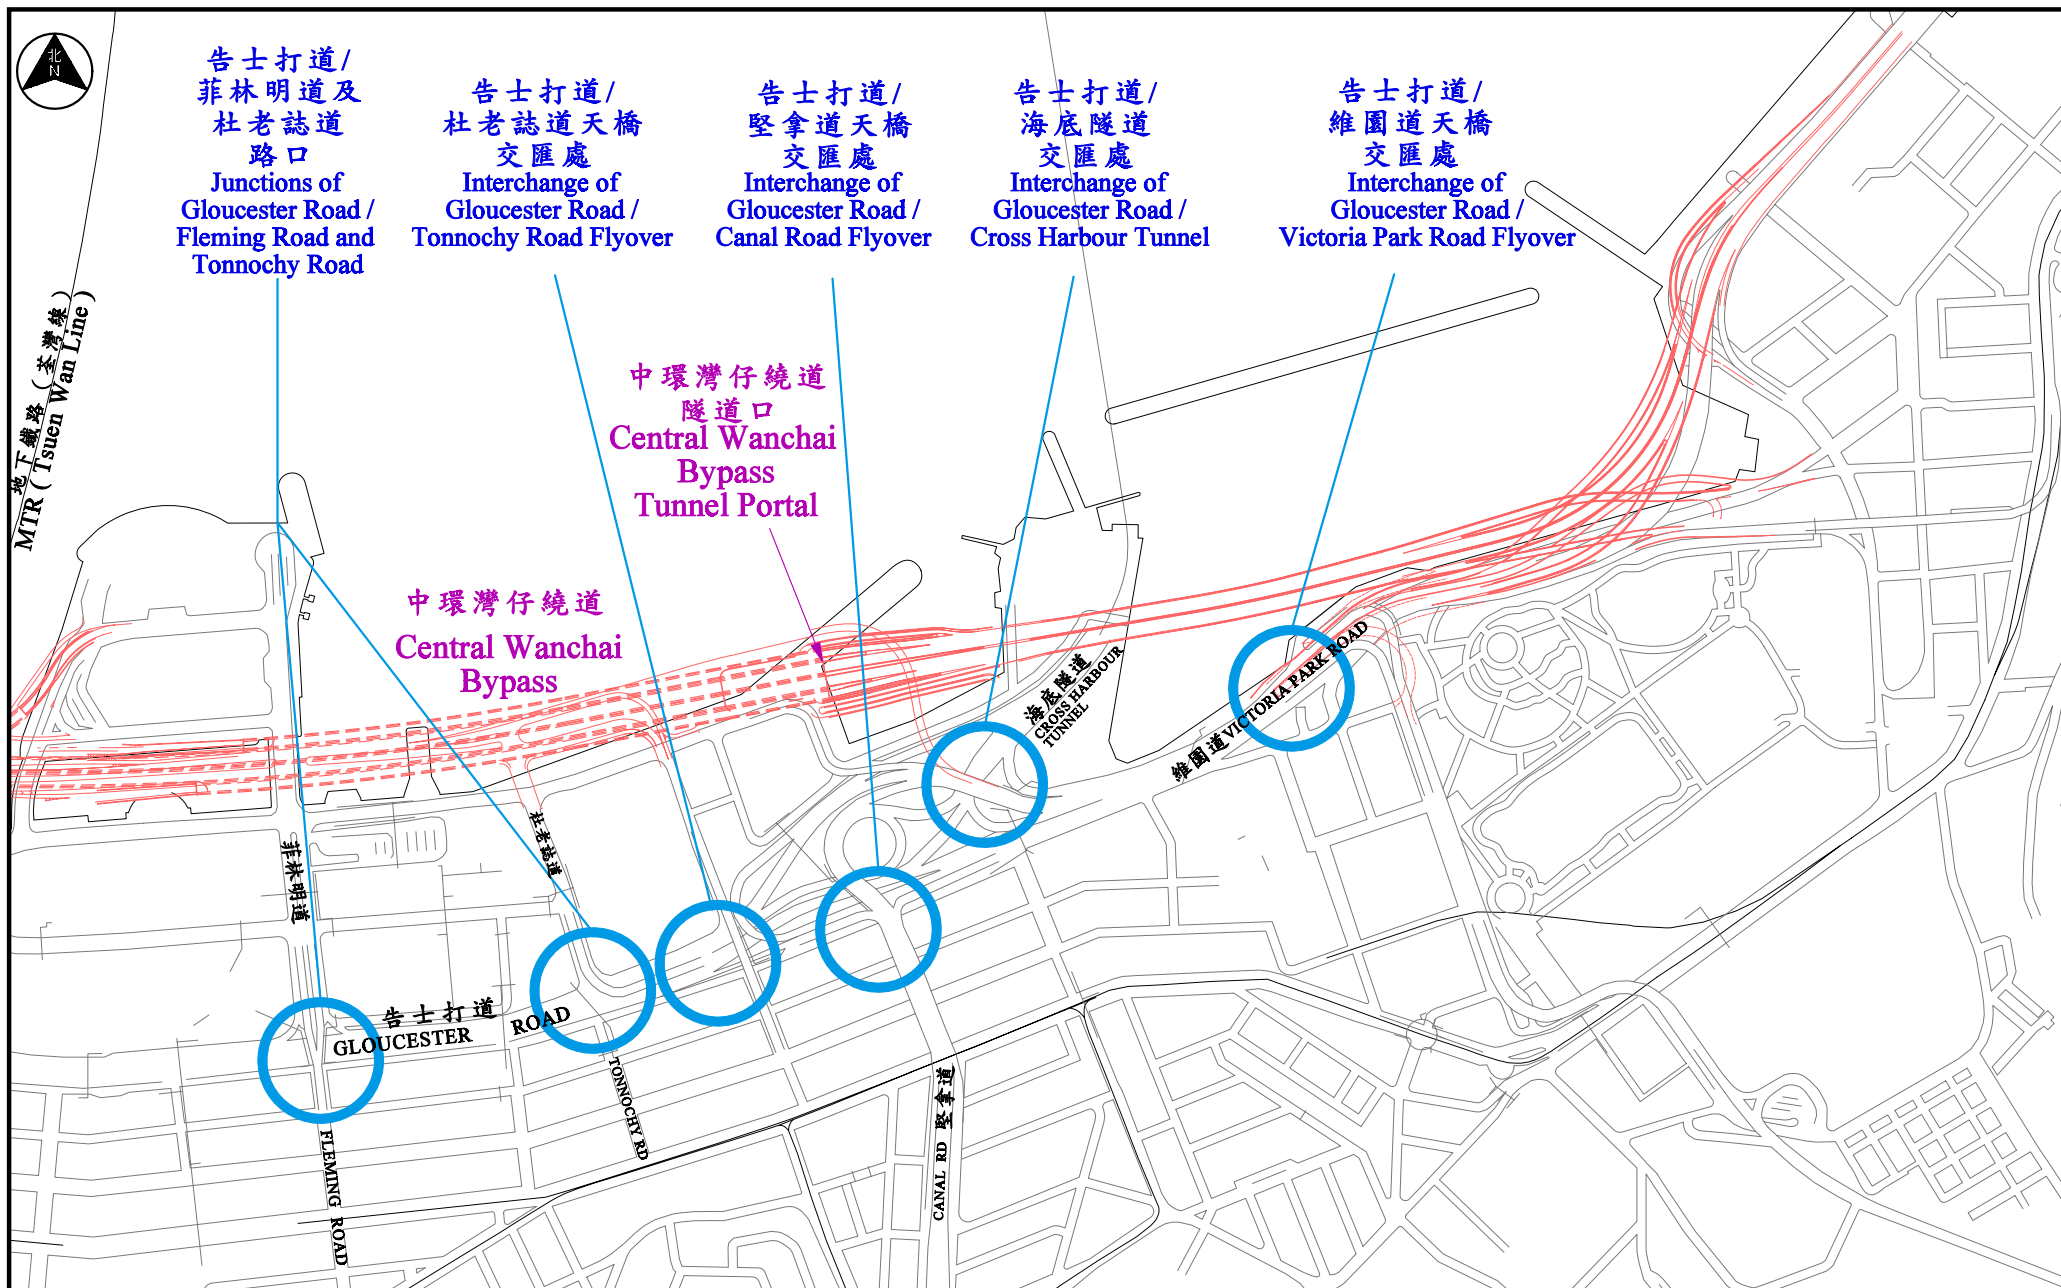 北
N
告士打道/
菲林明道及
杜老誌道
路口
Junctions of
Gloucester Road /
Fleming Road and
Tonnochy Road
告士打道/
杜老誌道天橋
交匯處
Interchange of
Gloucester Road /
Tonnochy Road Flyover
告士打道/
堅拿道天橋
交匯處
Interchange of
Gloucester Road /
Canal Road Flyover
告士打道/
海底隧道
交匯處
Interchange of
Gloucester Road /
Cross Harbour Tunnel
告士打道/
維園道天橋
交匯處
Interchange of
Gloucester Road /
Victoria Park Road Flyover
地下鐵路（荃灣線）
MTR ( Tsuen Wan Line )
中環灣仔繞道
隧道口
Central Wanchai
Bypass
Tunnel Portal
中環灣仔繞道
Central Wanchai
Bypass
海底隧道
CROSS HARBOUR
TUNNEL
維園道 VICTORIA PARK ROAD
杜老誌道
菲林明道
告士打道
GLOUCESTER ROAD
TONNOCHY RD
CANAL RD 堅拿道
FLEMING ROAD